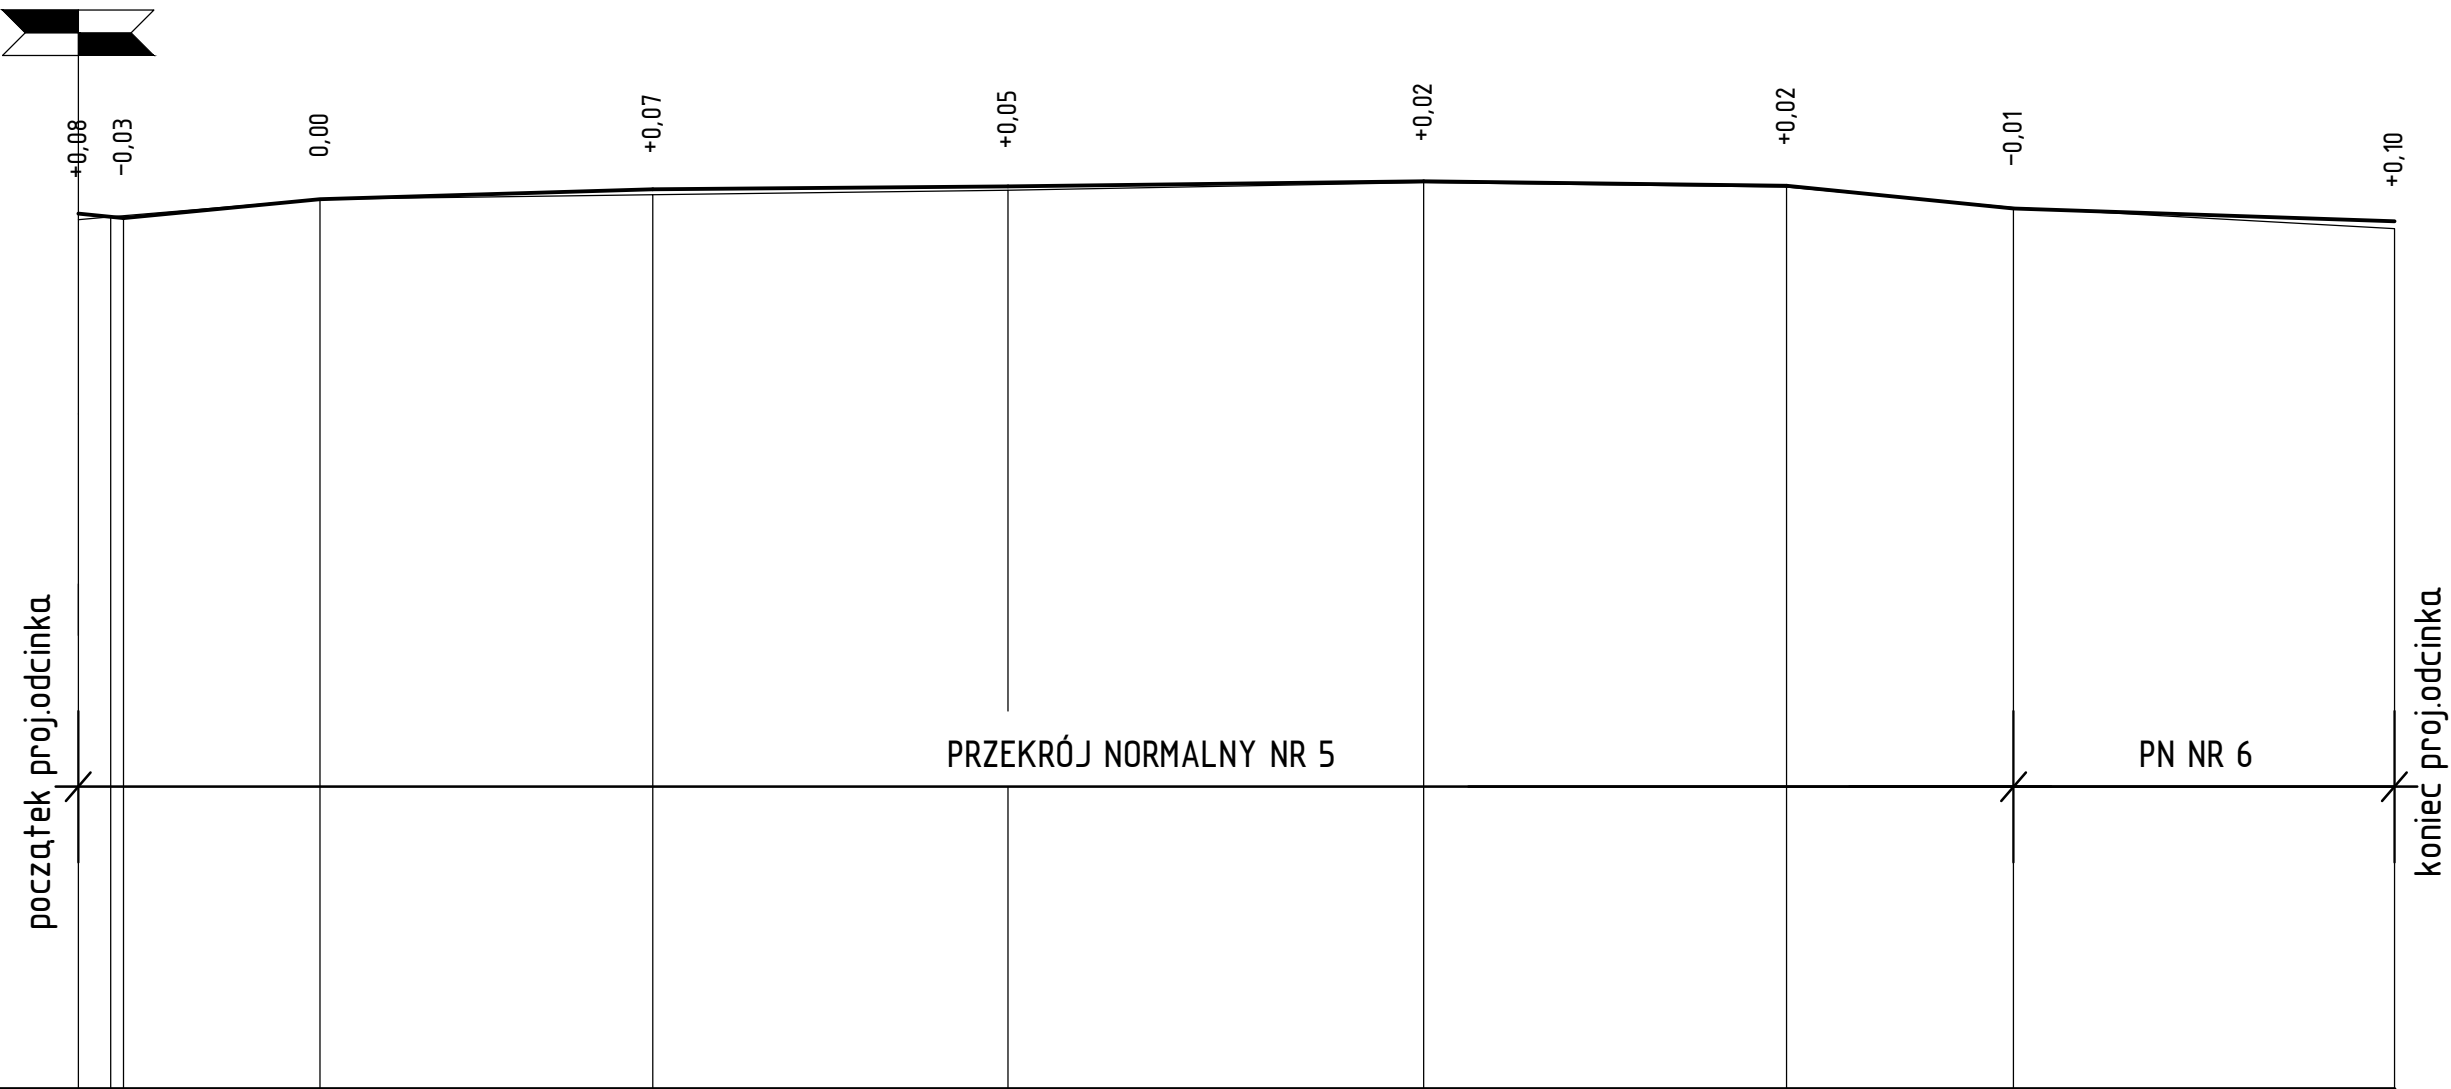 +0,08
-0,03
0,00
+0,07
+0,05
+0,02
+0,02
-0,01
+0,10
początek proj.odcinka
PRZEKRÓJ NORMALNY NR 5
PN NR 6
koniec proj.odcinka